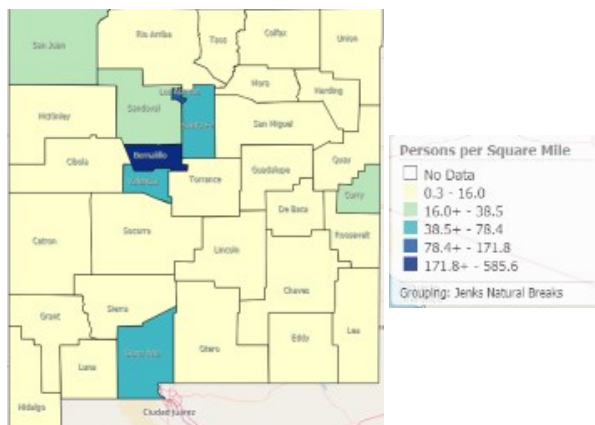 San Juan
Rio Arriba
Taos
Colfax
Union
Los Alamos
Mora
Harding
McKinley
Sandoval
Santa Fe
San Miguel
Bernalillo
Quay
Cibola
Valencia
Torrance
Guadalupe
Curry
De Baca
Catron
Socorro
Roosevelt
Lincoln
Chaves
Sierra
Grant
Dona Ana
Otero
Eddy
Lea
Luna
Hidalgo
Ciudad Juárez
Persons per Square Mile
No Data
0.3 - 16.0
16.0+ - 38.5
38.5+ - 78.4
78.4+ - 171.8
171.8+ - 585.6
Grouping: Jenks Natural Breaks